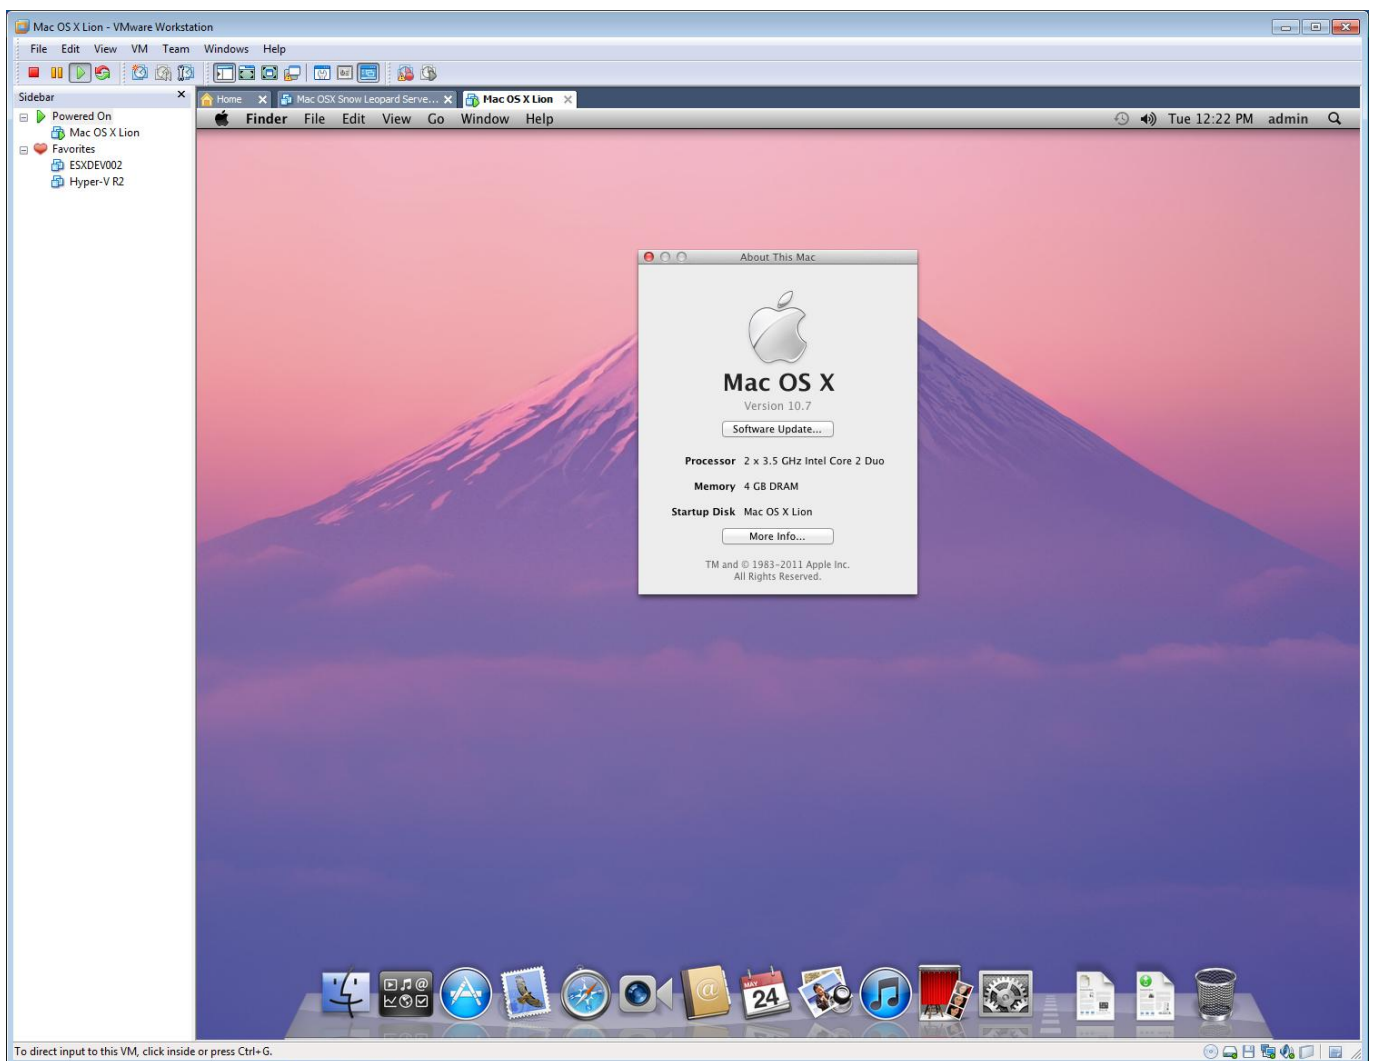 Mac OS X Lion - VMware Workstation
File Edit View VM Team Windows Help
Sidebar ×
Home Mac OSX Snow Leopard Serve... Mac OS X Lion
Powered On
Mac OS X Lion
Favorites
ESXDEV002
Hyper-V R2
Finder File Edit View Go Window Help Tue 12:22 PM admin
About This Mac
Mac OS X
Version 10.7
Software Update...
Processor 2 x 3.5 GHz Intel Core 2 Duo
Memory 4 GB DRAM
Startup Disk Mac OS X Lion
More Info...
TM and © 1983-2011 Apple Inc.
All Rights Reserved.
MAY
24
To direct input to this VM, click inside or press Ctrl+G.